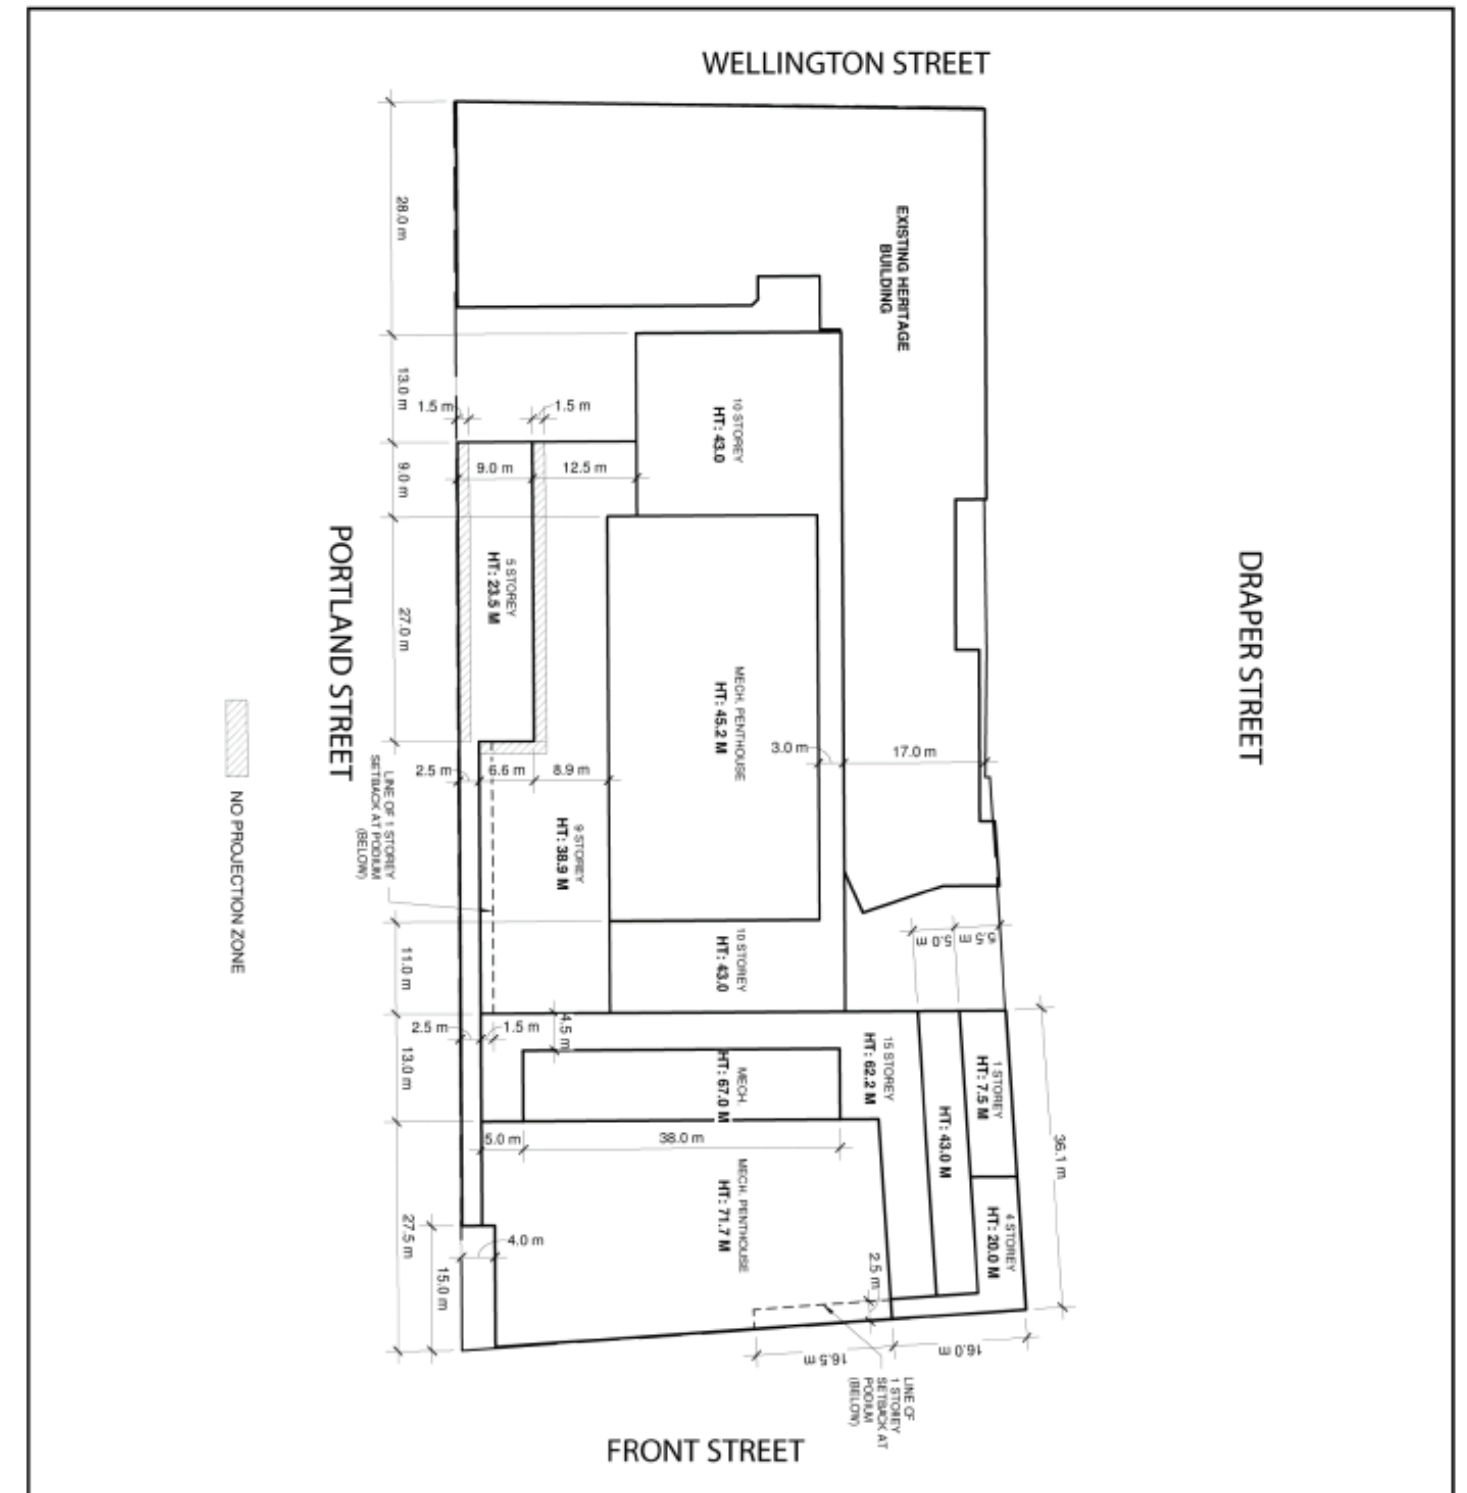 WELLINGTON STREET
28.0 m
EXISTING HERITAGE
BUILDING
13.0 m
1.5 m
1.5 m
10 STOREY
HT: 43.0
9.0 m
9.0 m
12.5 m
PORTLAND STREET
DRAPER STREET
5 STOREY
HT: 23.5 M
27.0 m
MECH. PENTHOUSE
HT: 45.2 M
3.0 m
17.0 m
2.5 m
6.6 m
8.9 m
NO PROJECTION ZONE
LINE OF 1 STOREY
SETBACK AT PODIUM
(BELOW)
9 STOREY
HT: 38.9 M
11.0 m
10 STOREY
HT: 43.0
5.0 m
5.5 m
2.5 m
1.5 m
4.5 m
13.0 m
MECH.
HT: 67.0 M
15 STOREY
HT: 62.2 M
1 STOREY
HT: 7.5 M
HT: 43.0 M
36.1 m
5.0 m
38.0 m
MECH. PENTHOUSE
HT: 71.7 M
4 STOREY
HT: 20.0 M
27.5 m
4.0 m
15.0 m
2.5 m
16.5 m
16.0 m
LINE OF
1 STOREY
SETBACK AT
PODIUM
(BELOW)
FRONT STREET